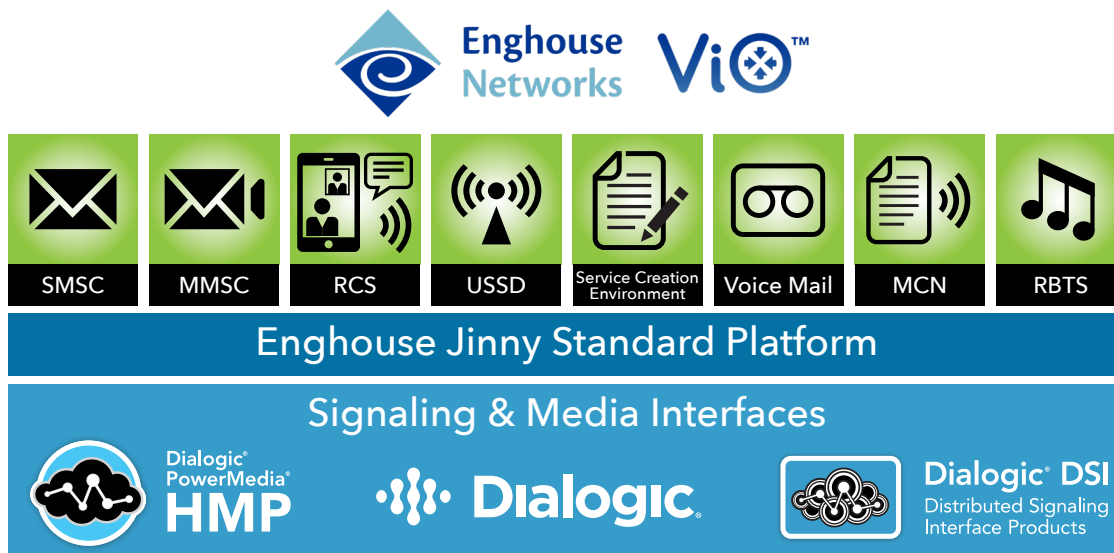 Enghouse
Networks
ViO™
SMSC
MMSC
RCS
USSD
Service Creation
Environment
Voice Mail
MCN
RBTS
Enghouse Jinny Standard Platform
Signaling & Media Interfaces
Dialogic®
PowerMedia®
HMP
Dialogic®
Dialogic® DSI
Distributed Signaling
Interface Products